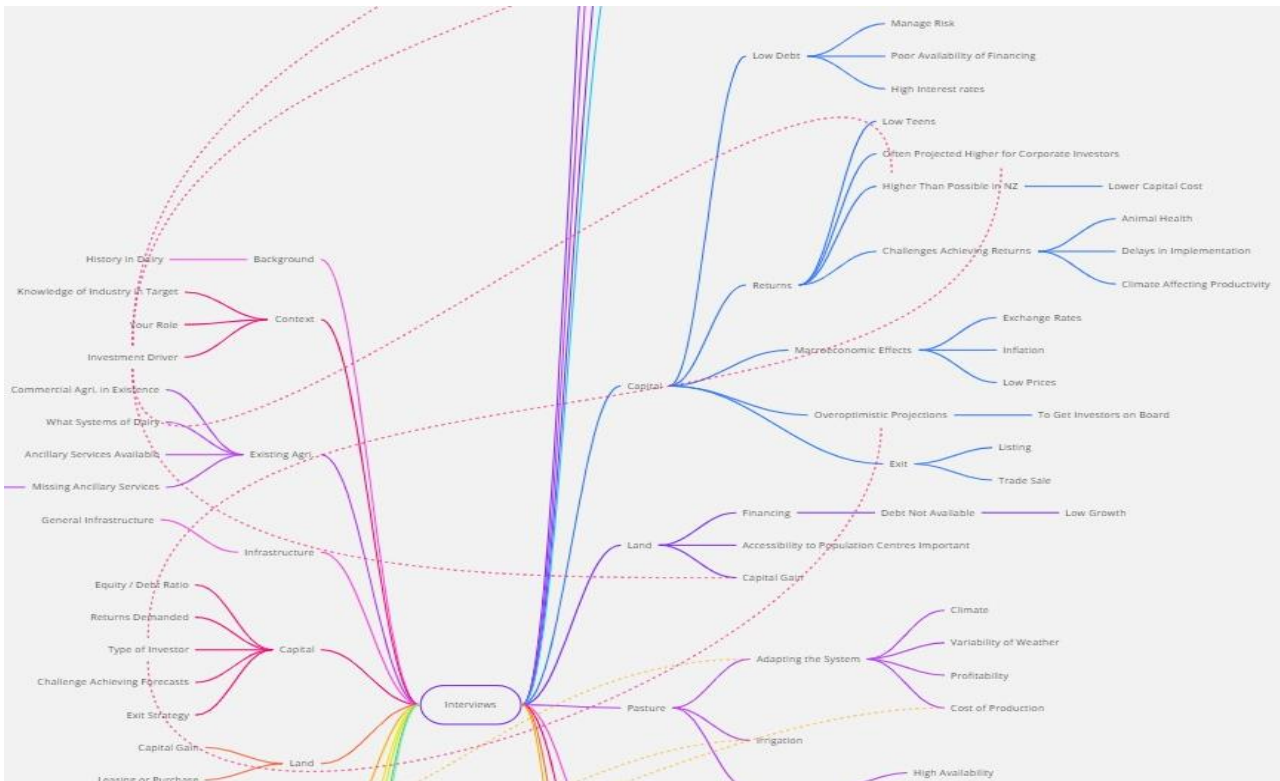 Manage Risk
Low Debt
Poor Availability of Financing
High Interest rates
Low Teens
Often Projected Higher for Corporate Investors
Higher Than Possible in NZ
Lower Capital Cost
Animal Health
Challenges Achieving Returns
Delays in Implementation
Climate Affecting Productivity
Returns
Exchange Rates
Macroeconomic Effects
Inflation
Low Prices
Capital
Overoptimistic Projections
To Get Investors on Board
Listing
Exit
Trade Sale
Financing
Debt Not Available
Low Growth
Land
Accessibility to Population Centres Important
Capital Gain
Climate
Variability of Weather
Adapting the System
Profitability
Cost of Production
Pasture
Irrigation
High Availability
History in Dairy
Background
Knowledge of Industry in Target
Context
Your Role
Investment Driver
Commercial Agri. in Existence
What Systems of Dairy
Ancillary Services Available
Existing Agri.
Missing Ancillary Services
General Infrastructure
Infrastructure
Equity / Debt Ratio
Returns Demanded
Type of Investor
Capital
Challenge Achieving Forecasts
Exit Strategy
Interviews
Capital Gain
Land
Leasing or Purchase